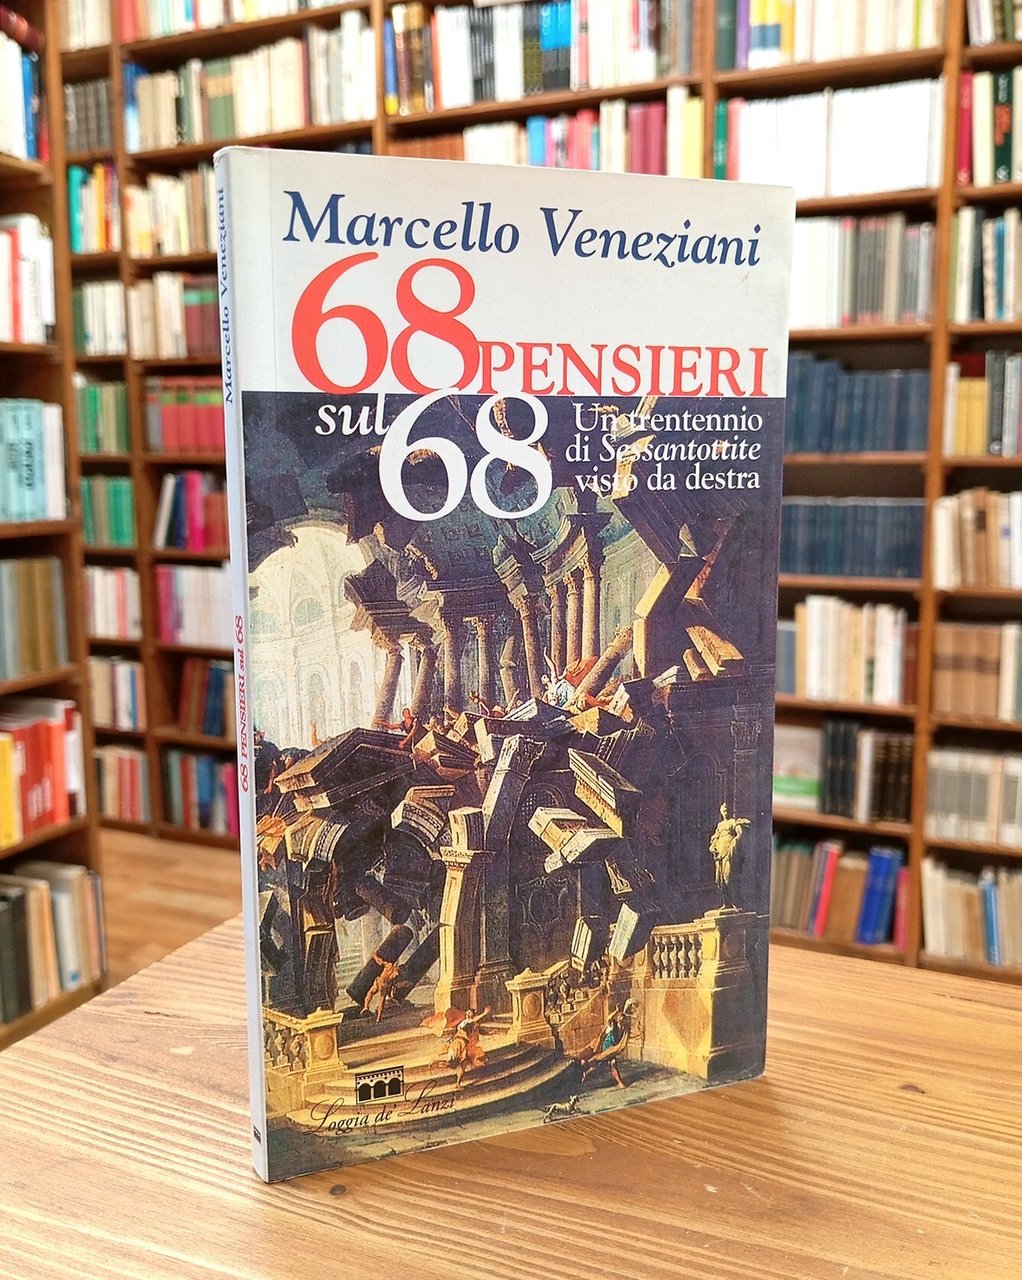 Marcello Veneziani
68 PENSIERI
sul 68
Un trentennio
di Sessantottite
visto da destra
Loggia de' Lanzi
Marcello Veneziani
68 PENSIERI sul 68